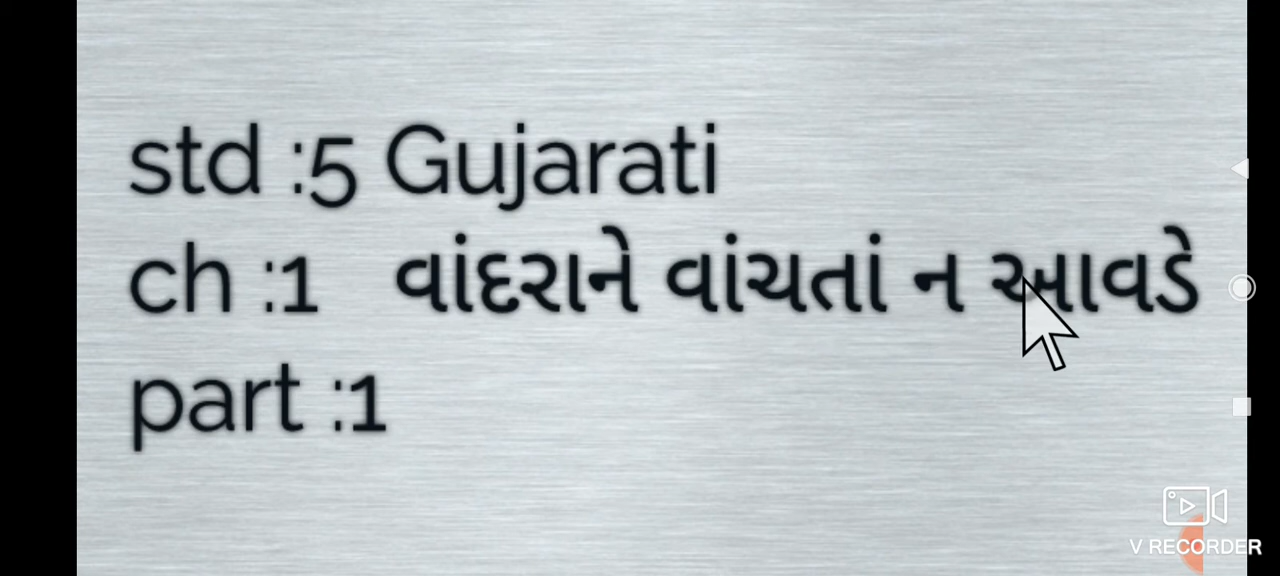 std :5 Gujarati
ch :1 વાંદરાને વાંચતાં ન આવડે
part :1
V RECORDER